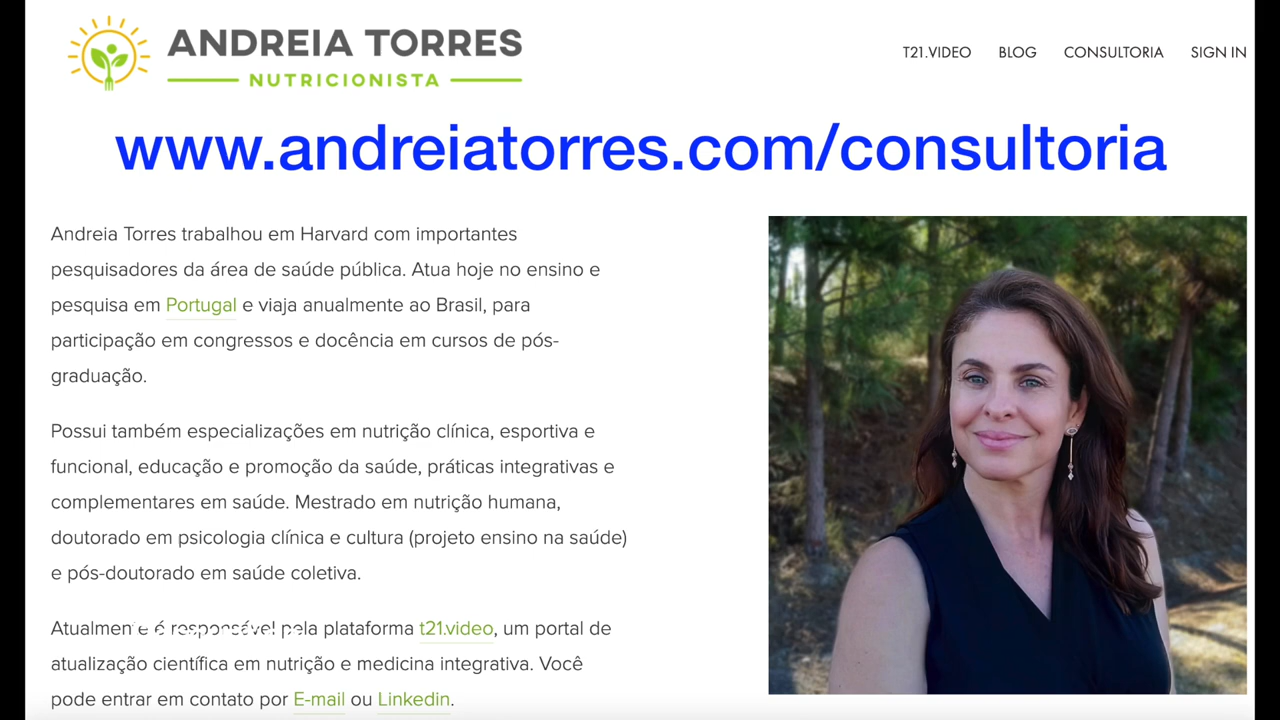 ANDREIA TORRES
NUTRICIONISTA
T21.VIDEO BLOG CONSULTORIA SIGN IN
www.andreiatorres.com/consultoria
Andreia Torres trabalhou em Harvard com importantes
pesquisadores da área de saúde pública. Atua hoje no ensino e
pesquisa em Portugal e viaja anualmente ao Brasil, para
participação em congressos e docência em cursos de pós-
graduação.
Possui também especializações em nutrição clínica, esportiva e
funcional, educação e promoção da saúde, práticas integrativas e
complementares em saúde. Mestrado em nutrição humana,
doutorado em psicologia clínica e cultura (projeto ensino na saúde)
e pós-doutorado em saúde coletiva.
Atualmente é responsável pela plataforma t21.video, um portal de
atualização científica em nutrição e medicina integrativa. Você
pode entrar em contato por E-mail ou Linkedin.